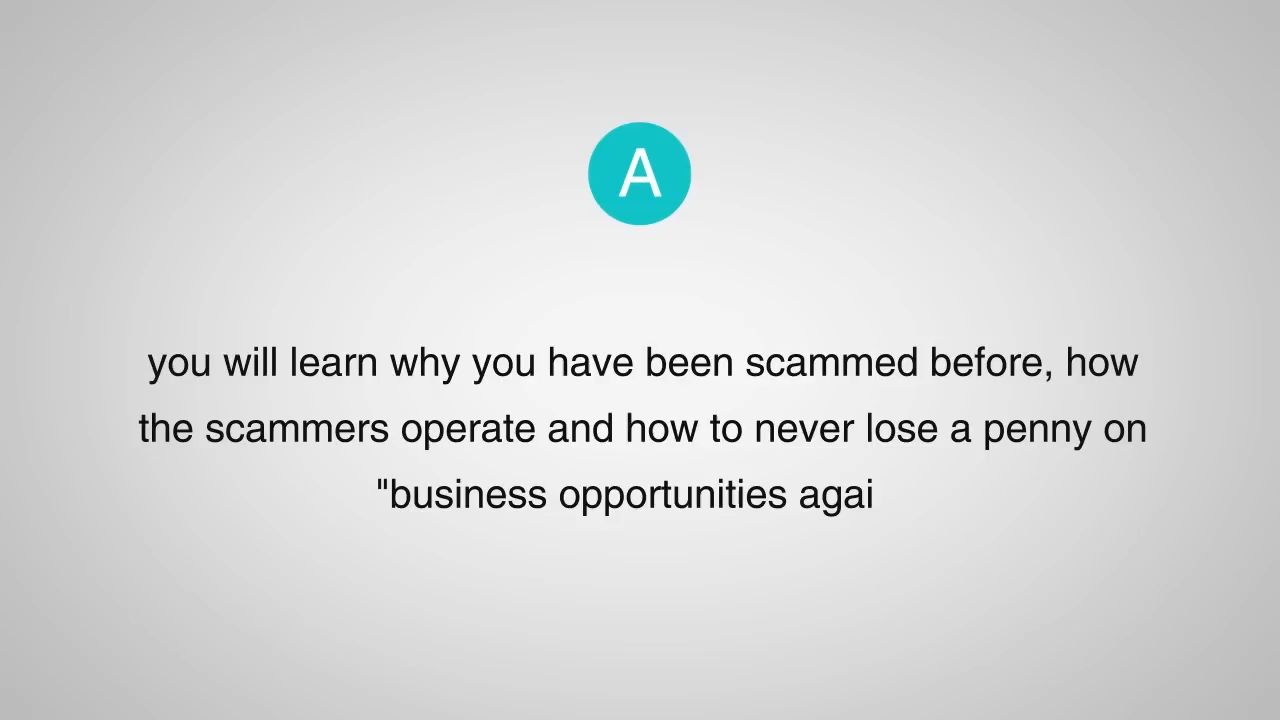 A
you will learn why you have been scammed before, how
the scammers operate and how to never lose a penny on
"business opportunities agai